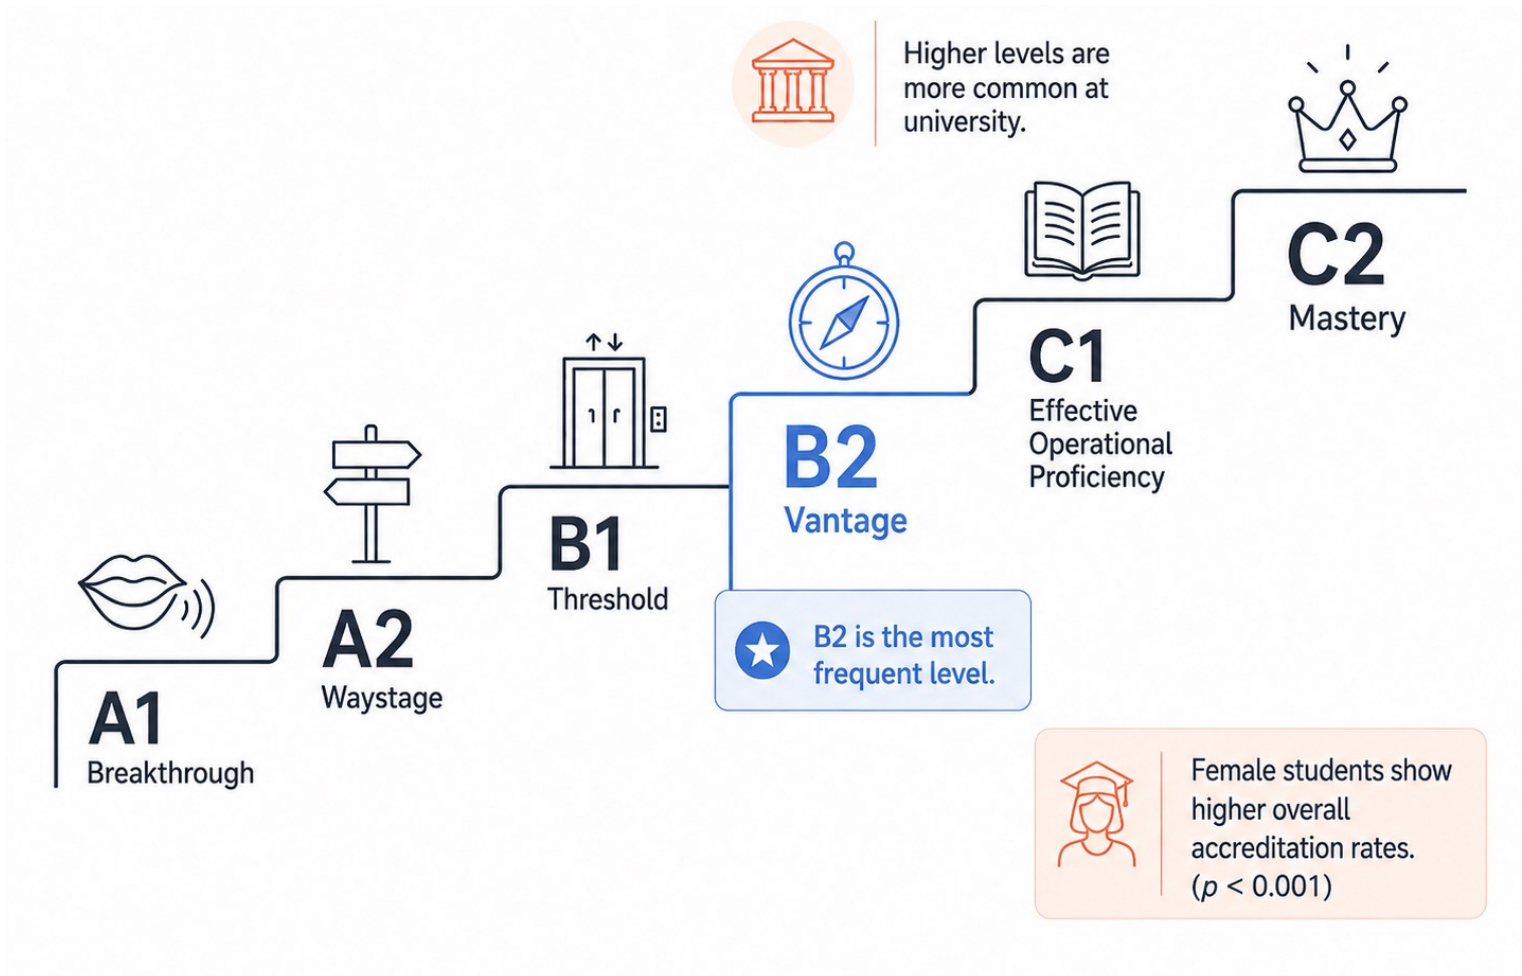 Higher levels are
more common at
university.
A1
Breakthrough
A2
Waystage
B1
Threshold
B2
Vantage
B2 is the most
frequent level.
C1
Effective
Operational
Proficiency
C2
Mastery
Female students show
higher overall
accreditation rates.
(p < 0.001)